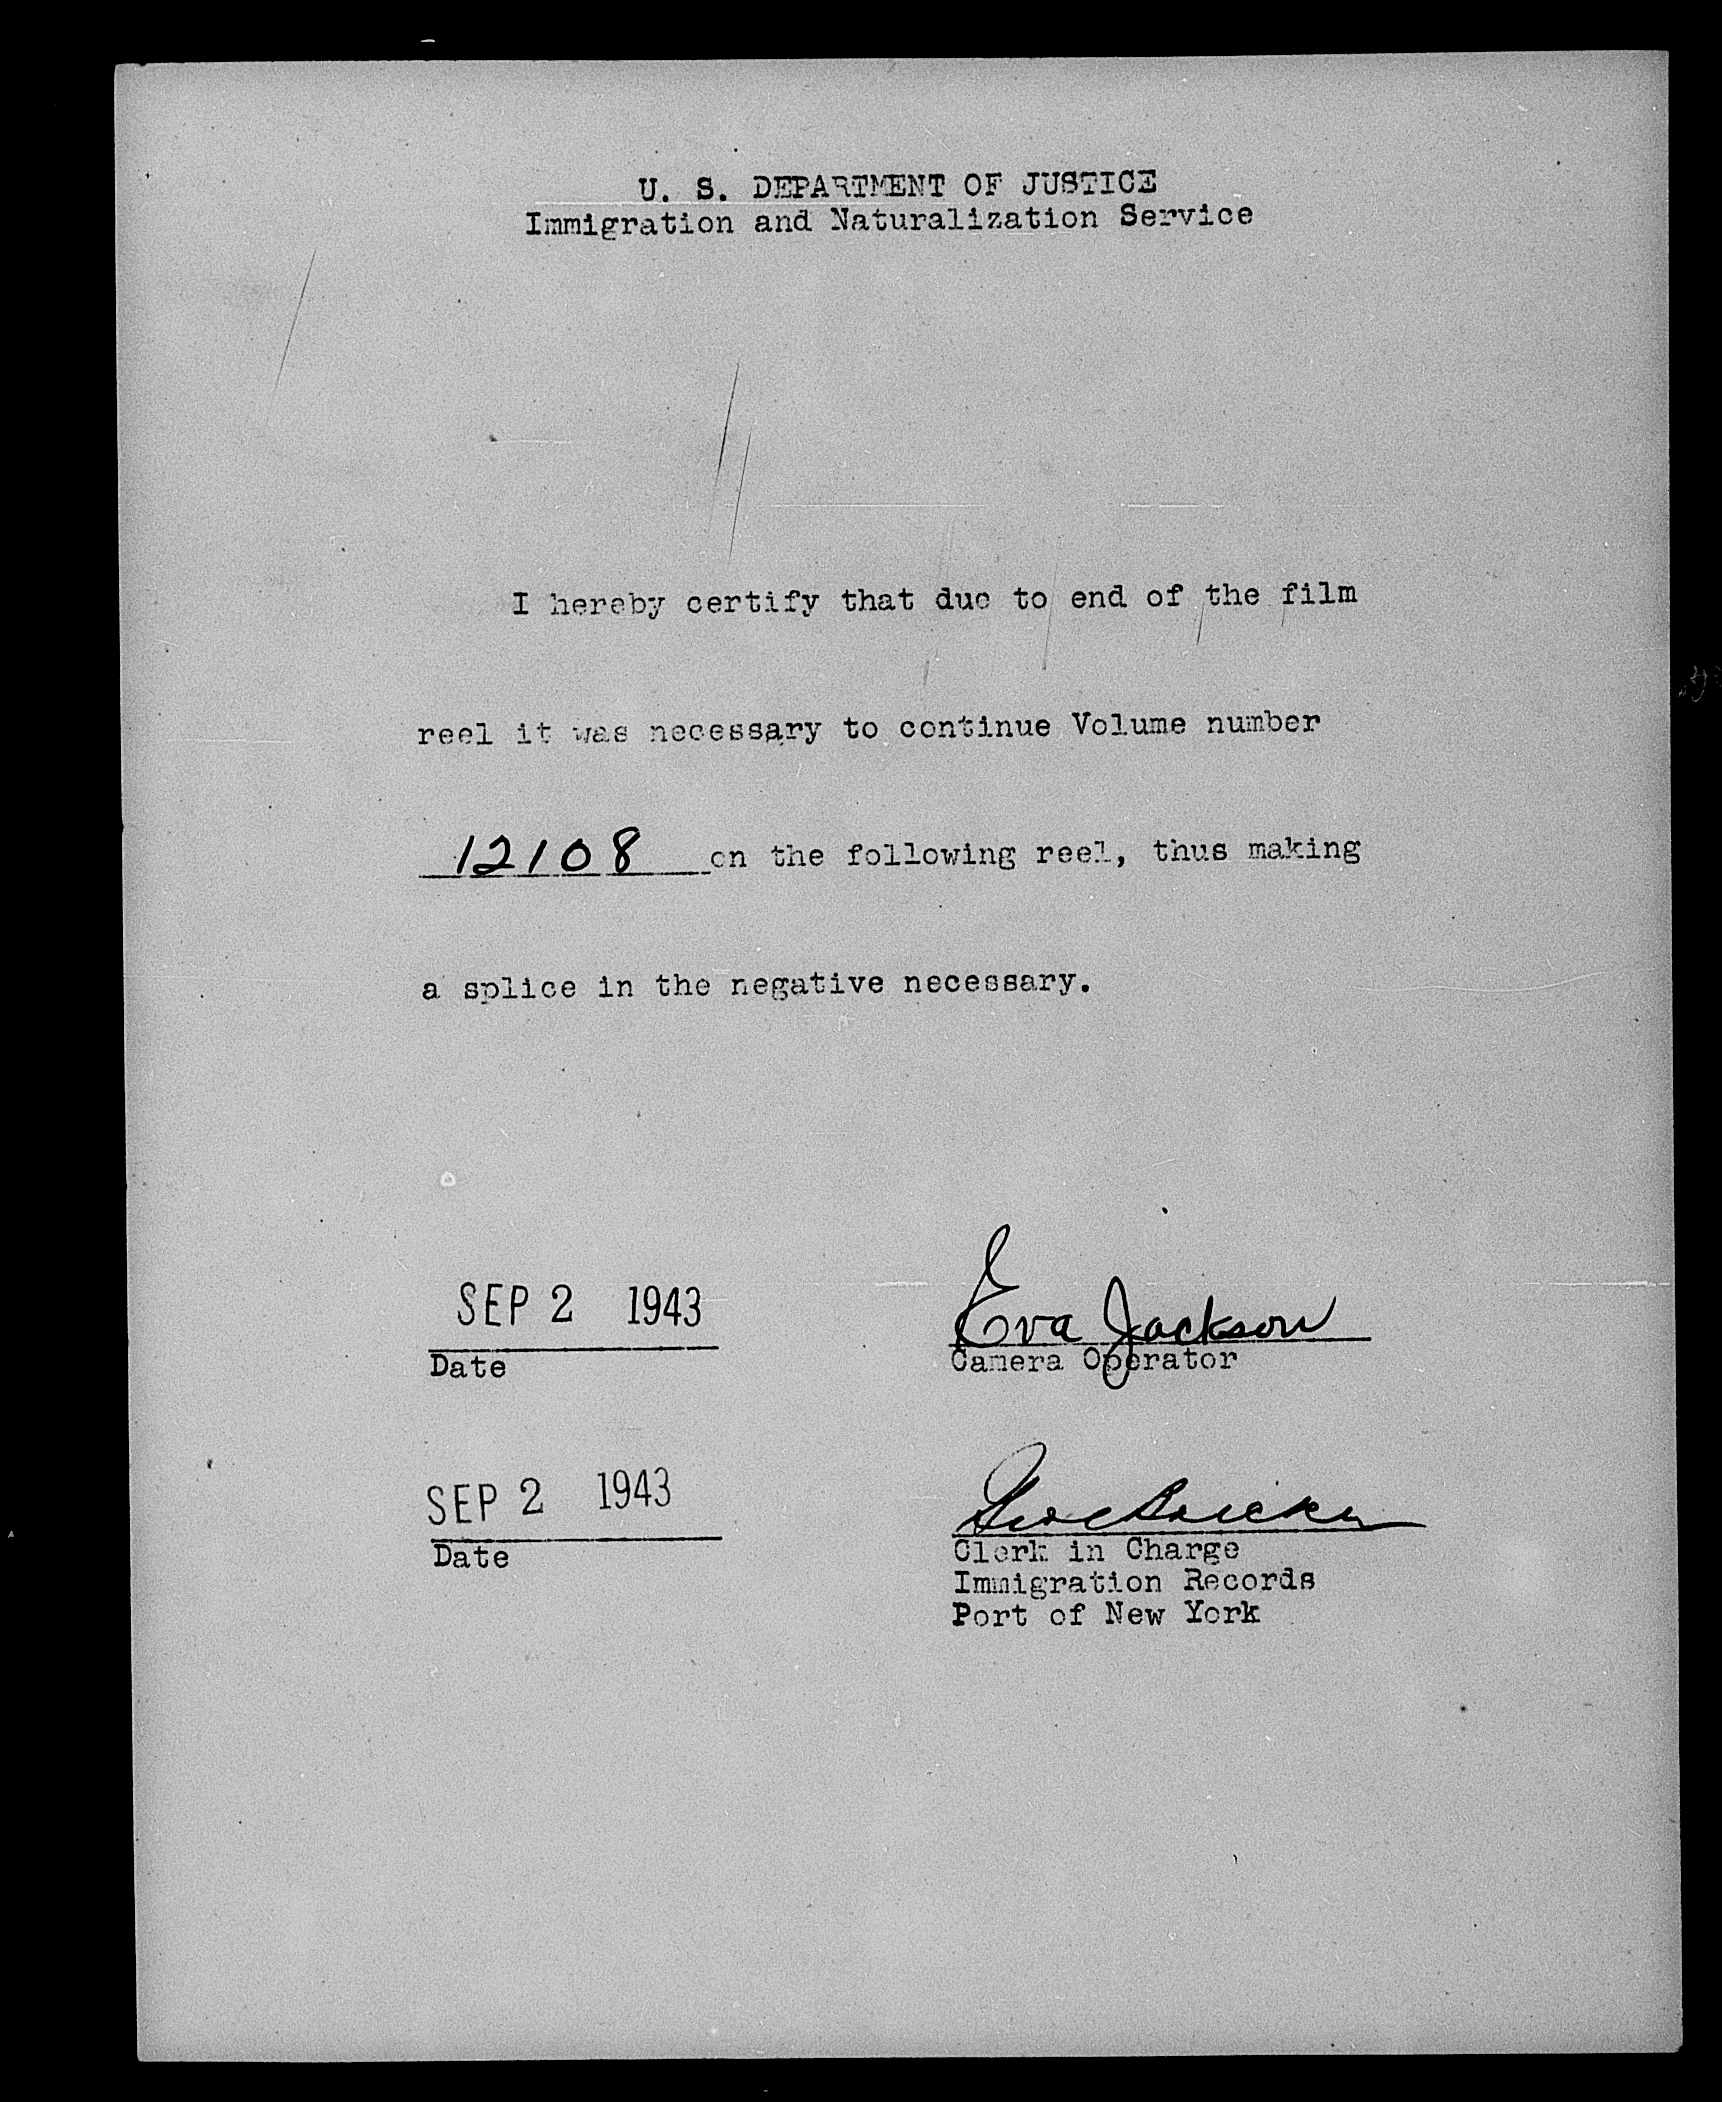 U. S. DEPARTMENT OF JUSTICE
Immigration and Naturalization Service
I hereby certify that due to end of the film
reel it was necessary to continue Volume number
12108 on the following reel, thus making
a splice in the negative necessary.
SEP 2 1943
Eva Jackson
Date
Camera Operator
SEP 2 1943
Date
Clerk in Charge
Immigration Records
Port of New York